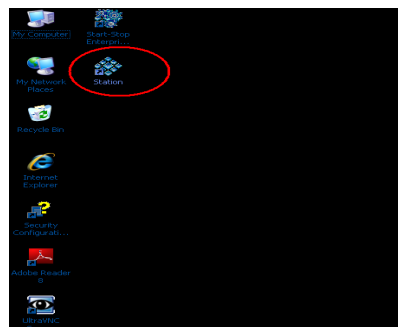 My Computer
Start-Stop
Enterpri...
My Network
Places
Station
Recycle Bin
Internet
Explorer
Security
Configurati...
Adobe Reader
8
UltraVNC